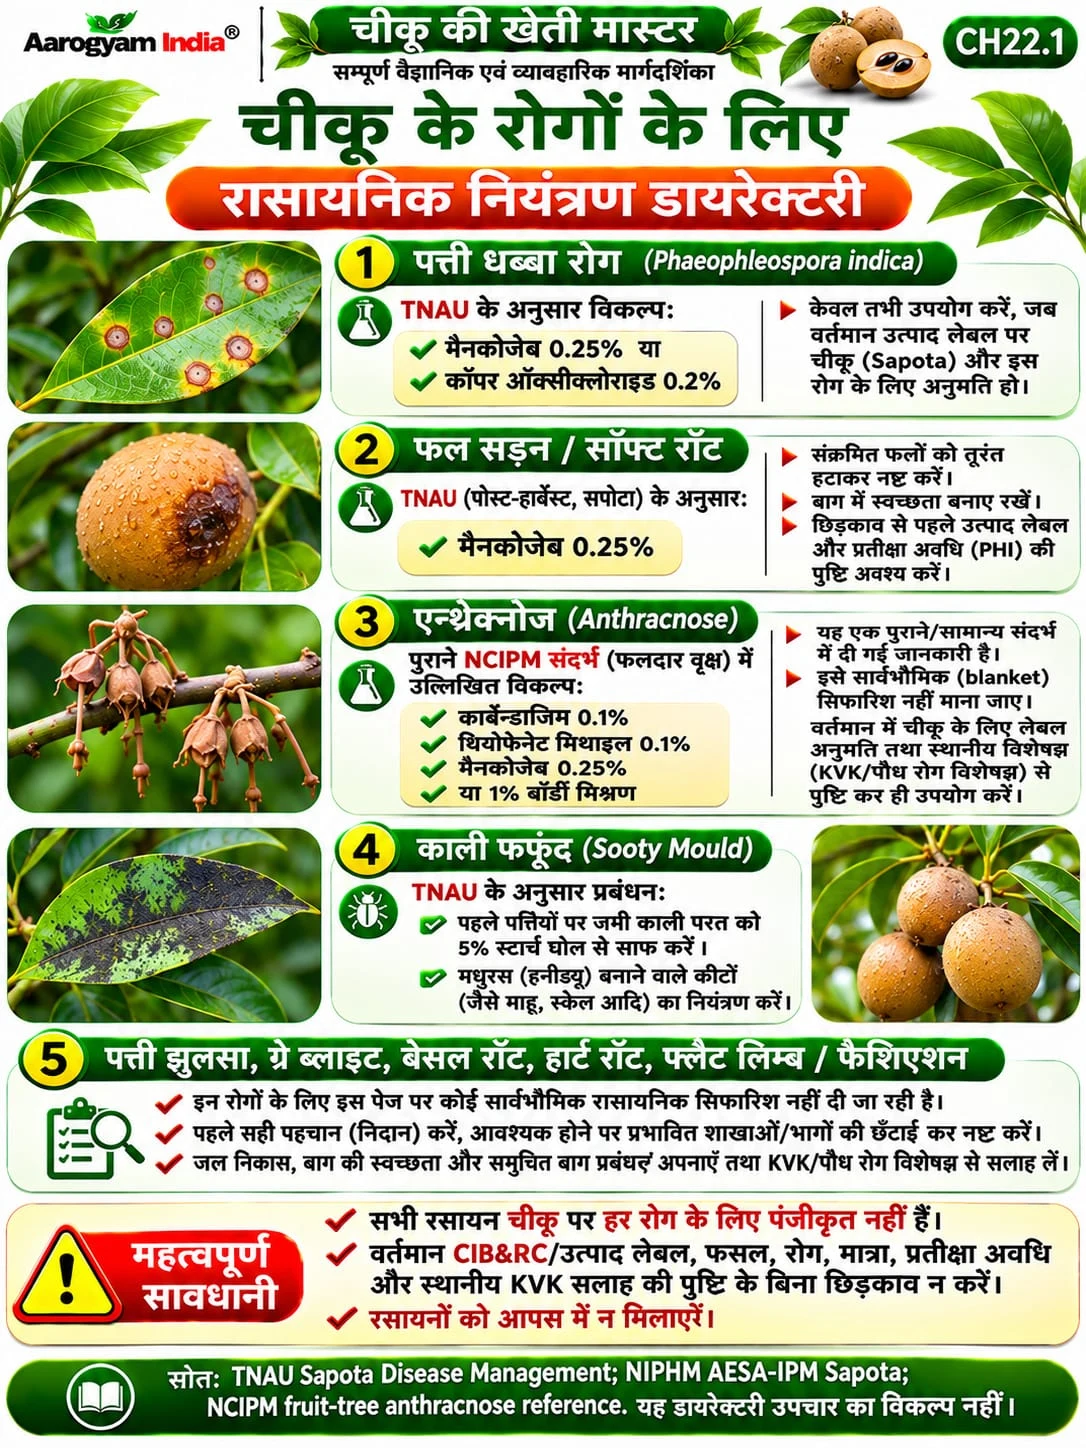 Aarogyam India®
चीकू की खेती मास्टर
सम्पूर्ण वैज्ञानिक एवं व्यावहारिक मार्गदर्शिका
CH22.1
चीकू के रोगों के लिए
रासायनिक नियंत्रण डायरेक्टरी
1 पत्ती धब्बा रोग (Phaeophleospora indica)
TNAU के अनुसार विकल्प:
मैनकोजेब 0.25% या
कॉपर ऑक्सीक्लोराइड 0.2%
केवल तभी उपयोग करें, जब
वर्तमान उत्पाद लेबल पर
चीकू (Sapota) और इस
रोग के लिए अनुमति हो।
2 फल सड़न / सॉफ्ट रॉट
TNAU (पोस्ट-हार्बेस्ट, सपोटा) के अनुसार:
मैनकोजेब 0.25%
संक्रमित फलों को तूरंत
हटाकर नष्ट करें।
बाग में स्वच्छता बनाए रखें।
छिड़काव से पहले उत्पाद लेबल
और प्रतीक्षा अवधि (PHI) की
पुष्टि अवश्य करें।
3 एन्थ्रेक्नोज (Anthracnose)
पुराने NCIPM संदर्भ (फलदार वृक्ष) में
उल्लिखित विकल्प:
कार्बेन्डाजिम 0.1%
थियोफेनेट मिथाइल 0.1%
मैनकोजेब 0.25%
या 1% बॉर्डी मिश्रण
यह एक पुराने/सामान्य संदर्भ
में दी गई जानकारी है।
इसे सार्वभौमिक (blanket)
सिफारिश नहीं माना जाए।
वर्तमान में चीकू के लिए लेबल
अनुमति तथा स्थानीय विशेषज्ञ
(KVK/पौध रोग विशेषज्ञ) से
पुष्टि कर ही उपयोग करें।
4 काली फफूंद (Sooty Mould)
TNAU के अनुसार प्रबंधन:
पहले पत्तियों पर जमी काली परत को
5% स्टार्च घोल से साफ करें ।
मधुरस (हनीडयू) बनाने वाले कीटों
(जैसे माहू, स्केल आदि) का नियंत्रण करें।
5 पत्ती झुलसा, ग्रे ब्लाइट, बेसल रॉट, हार्ट रॉट, फ्लैट लिम्ब / फैशिएशन
इन रोगों के लिए इस पेज पर कोई सार्वभौमिक रासायनिक सिफारिश नहीं दी जा रही है।
पहले सही पहचान (निदान) करें, आवश्यक होने पर प्रभावित शाखाओं/भागों की छँटाई कर नष्ट करें।
जल निकास, बाग की स्वच्छता और समुचित बाग अपनाएँ तथा KVK/पौध रोग विशेषज्ञ से सलाह लें।
महत्वपूर्ण
सावधानी
सभी रसायन चीकू पर हर रोग के लिए पंजीकृत नहीं हैं।
वर्तमान CIB&RC/उत्पाद लेबल, फसल, रोग, मात्रा, प्रतीक्षा अवधि
और स्थानीय KVK सलाह की पुष्टि के बिना छिड़काव न करें।
रसायनों को आपस में न मिलाएरें।
सोत: TNAU Sapota Disease Management; NIPHM AESA-IPM Sapota;
NCIPM fruit-tree anthracnose reference. यह डायरेक्टरी उपचार का विकल्प नहीं।